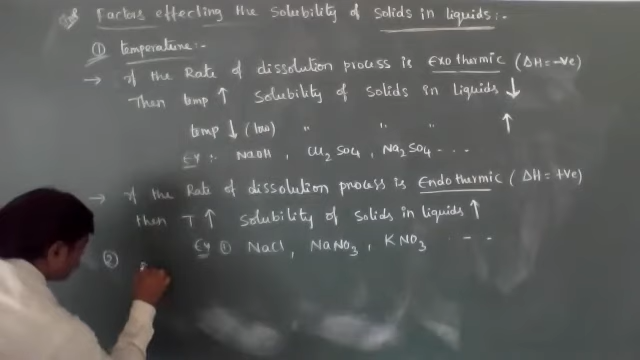 Factors effecting the Solubility of Solids in liquids:-
① temperature:-
→ If the Rate of dissolution process is Exothermic (ΔH = -ve)
Then temp ↑ Solubility of Solids in Liquids ↓
temp ↓ (low) " " " ↑
Eg:- NaOH, Cu2SO4, Na2SO4 - - -
→ If the Rate of dissolution process is Endothermic (ΔH = +ve)
then T ↑ Solubility of Solids in liquids ↑
Eg ① NaCl, NaNO3, KNO3 - - -
②